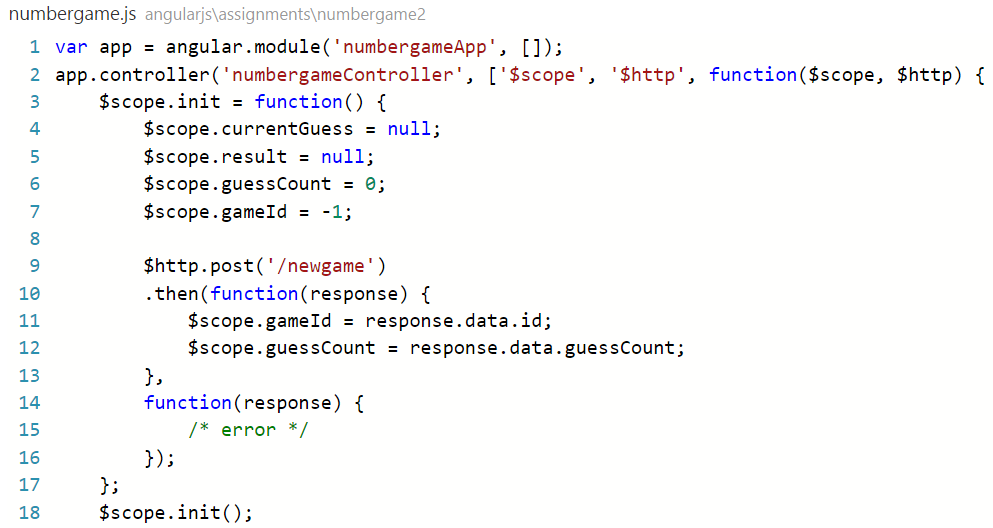 numbergame.js angularjs\assignments\numbergame2
1 var app = angular.module('numbergameApp', []);
2 app.controller('numbergameController', ['$scope', '$http', function($scope, $http) {
3     $scope.init = function() {
4         $scope.currentGuess = null;
5         $scope.result = null;
6         $scope.guessCount = 0;
7         $scope.gameId = -1;
8
9         $http.post('/newgame')
10         .then(function(response) {
11             $scope.gameId = response.data.id;
12             $scope.guessCount = response.data.guessCount;
13         },
14         function(response) {
15             /* error */
16         });
17     };
18     $scope.init();